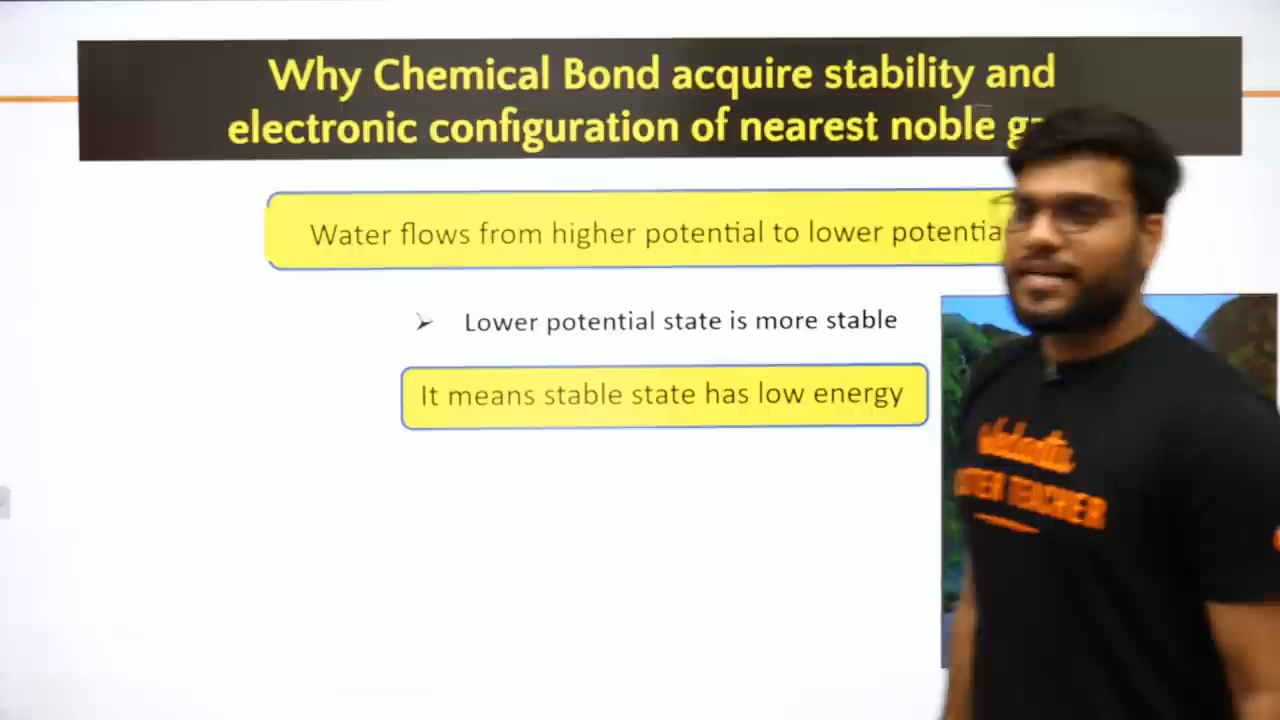 Why Chemical Bond acquire stability and
electronic configuration of nearest noble
Water flows from higher potential to lower
Lower potential state is more stable
It means stable state has low energy
TEACHER